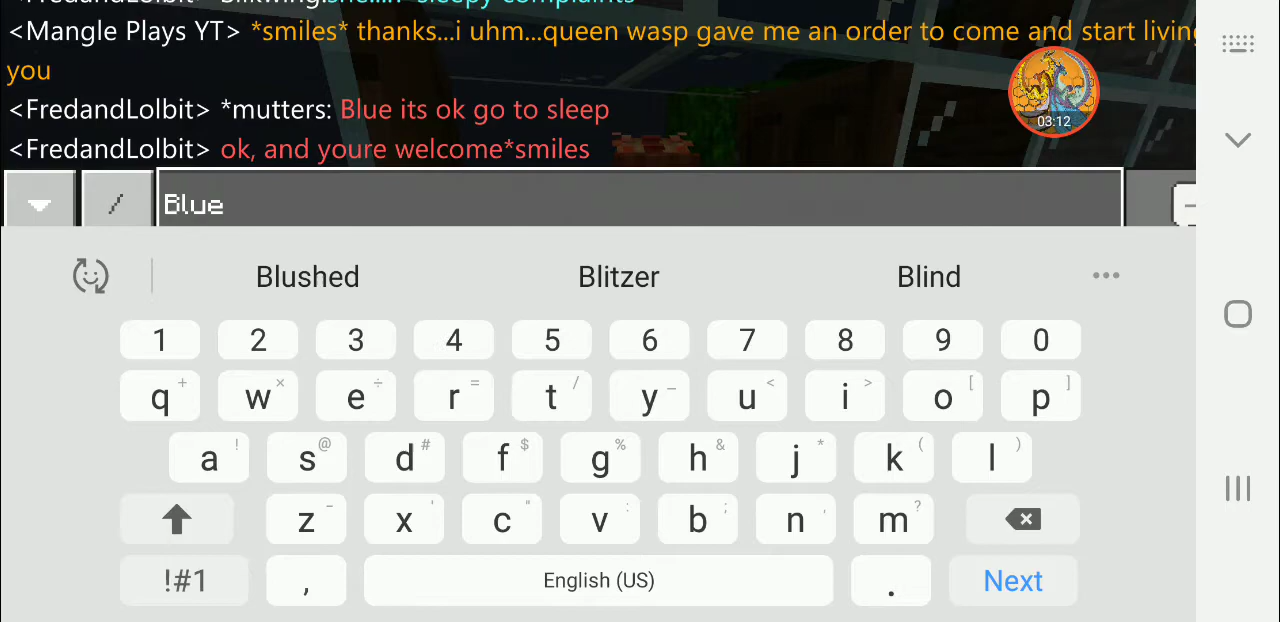 <Mangle Plays YT> *smiles* thanks...i uhm...queen wasp gave me an order to come and start living
you
<FredandLolbit> *mutters: Blue its ok go to sleep
03:12
<FredandLolbit> ok, and youre welcome*smiles
/ Blue
Blushed Blitzer Blind
1 2 3 4 5 6 7 8 9 0
q + w × e ÷ r = t / y _ u < i > o [ p ]
a ! s @ d # f $ g % h & j * k ( l )
z - x ' c " v : b ; n , m ?
!#1 , English (US) . Next